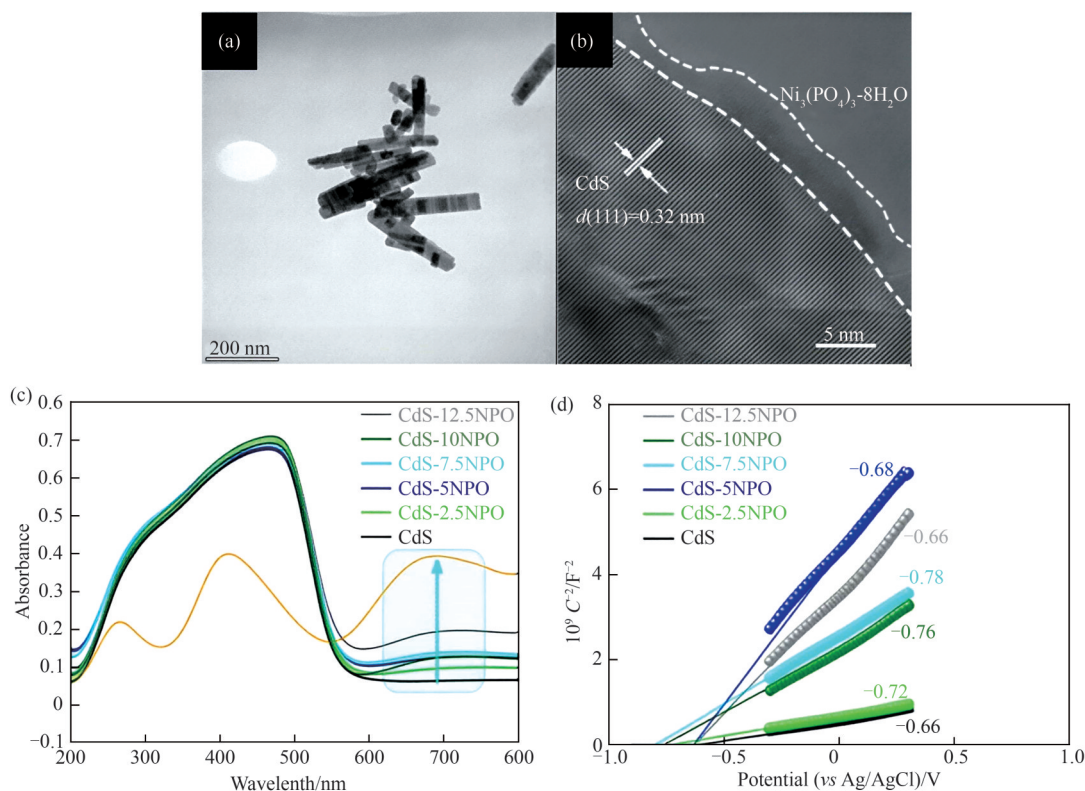 (a)
200 nm
(b)
Ni₃(PO₄)₃-8H₂O
CdS
d(111)=0.32 nm
5 nm
(c)
0.6
0.7
0.6
0.5
0.4
0.3
0.2
0.1
0
−0.1
Absorbance
200 300 400 500 600 600 600
Wavelenth/nm
CdS-12.5NPO
CdS-10NPO
CdS-7.5NPO
CdS-5NPO
CdS-2.5NPO
CdS
(d)
8
6
4
2
0
10⁹ C⁻²/F⁻²
−1.0 −0.5 0 0.5 1.0
Potential (vs Ag/AgCl)/V
CdS-12.5NPO
CdS-10NPO
CdS-7.5NPO
CdS-5NPO
CdS-2.5NPO
CdS
−0.68
−0.66
−0.78
−0.76
−0.72
−0.66